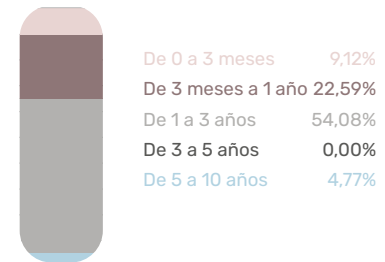 De 0 a 3 meses 9,12%
De 3 meses a 1 año 22,59%
De 1 a 3 años 54,08%
De 3 a 5 años 0,00%
De 5 a 10 años 4,77%